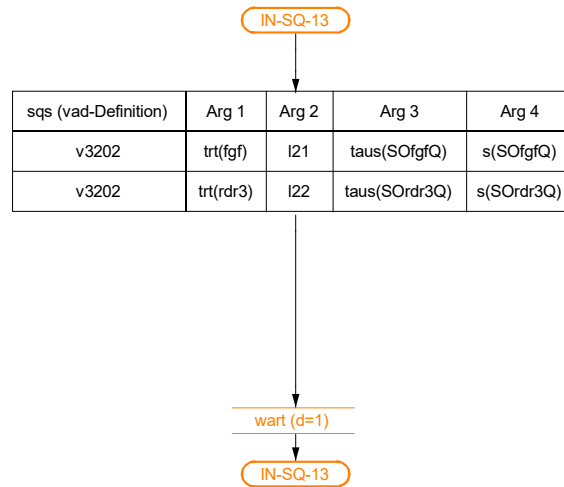 IN-SQ-13
sqs (vad-Definition) Arg 1 Arg 2 Arg 3 Arg 4
v3202 trt(fgf) I21 taus(SOfgfQ) s(SOfgfQ)
v3202 trt(rdr3) I22 taus(SOrdr3Q) s(SOrdr3Q)
wart (d=1)
IN-SQ-13